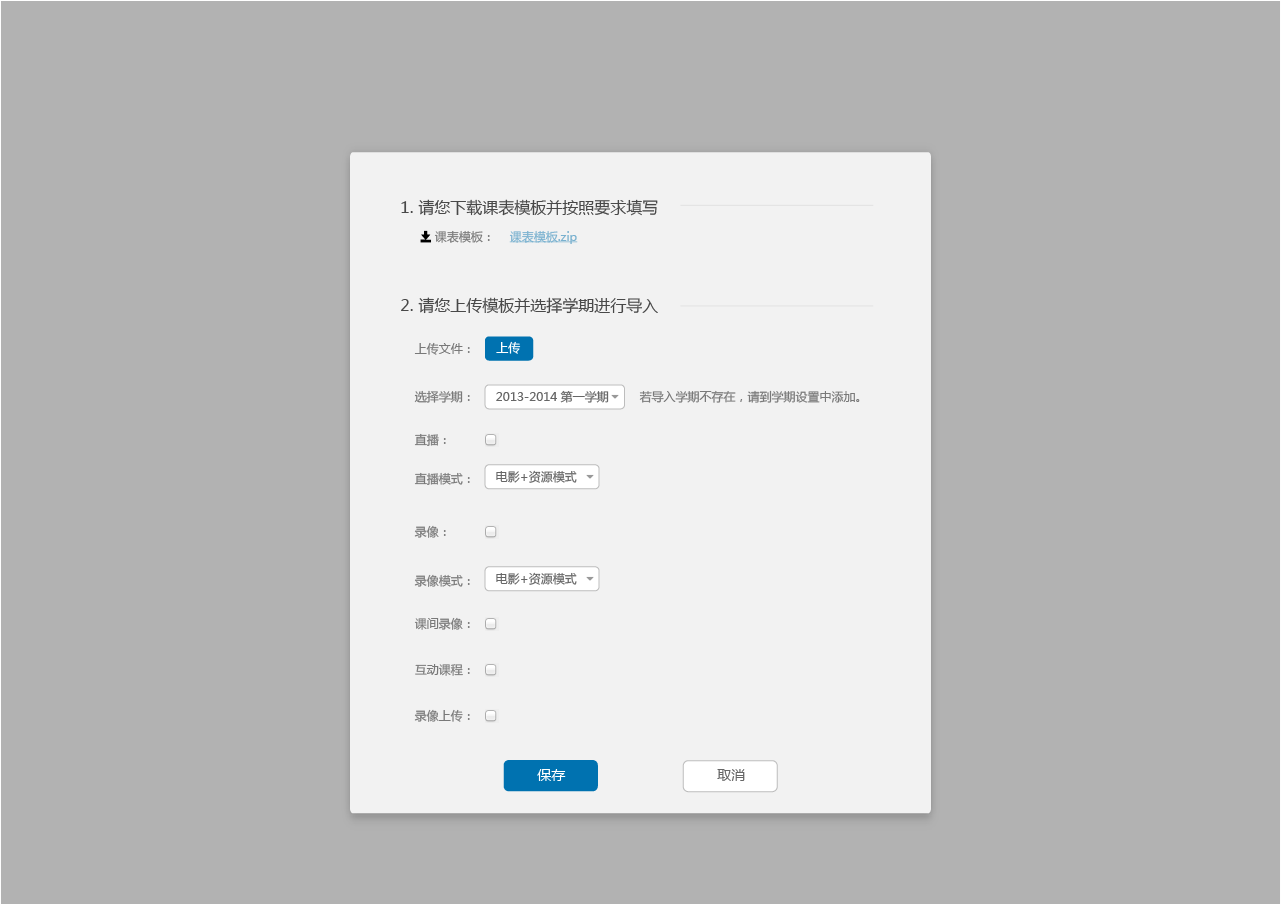 1. 请您下载课表模板并按照要求填写
课表模板： 课表模板.zip
2. 请您上传模板并选择学期进行导入
上传文件： 上传
选择学期： 2013-2014 第一学期 若导入学期不存在，请到学期设置中添加。
直播：
直播模式： 电影+资源模式
录像：
录像模式： 电影+资源模式
课间录像：
互动课程：
录像上传：
保存 取消